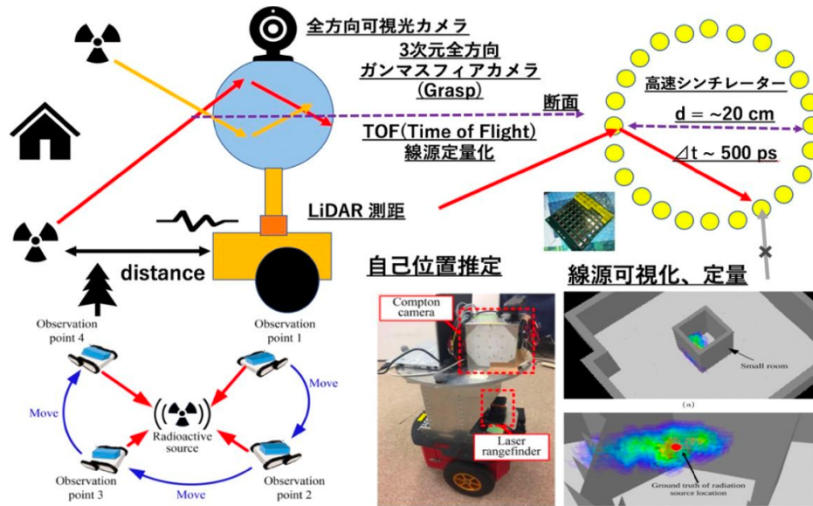 全方向可視光カメラ
3次元全方向
ガンマスフィアカメラ
(Grasp)
TOF(Time of Flight)
線源定量化
断面
高速シンチレーター
d = ~20 cm
⊿t ~ 500 ps
LiDAR 測距
distance
自己位置推定
線源可視化、定量
Observation
point 4
Observation
point 1
Move
Move
Radioactive
source
Observation
point 3
Move
Observation
point 2
Compton
camera
Laser
rangefinder
Small room
(a)
Ground truth of radiation
source location